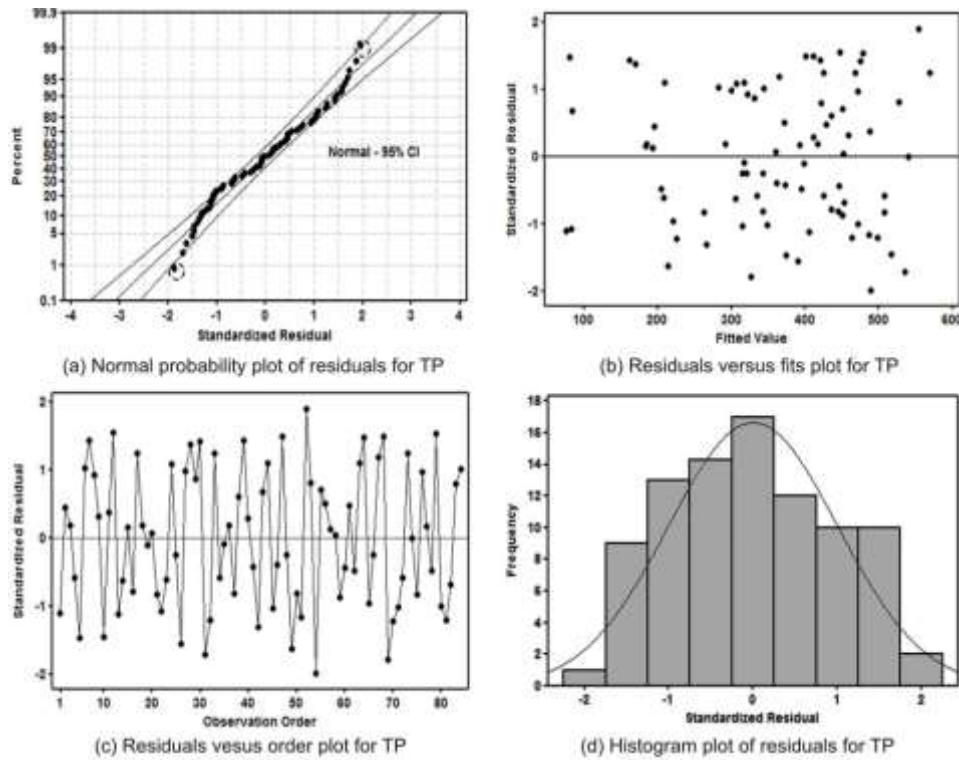 99.9
99
95
90
80
70
60
50
40
30
20
10
5
1
0.1
Percent
Normal - 95% CI
-4 -3 -2 -1 0 1 2 3 4
Standardized Residual
(a) Normal probability plot of residuals for TP
2
1
0
-1
-2
Standardized Residual
100 200 300 400 500 600
Fitted Value
(b) Residuals versus fits plot for TP
2
1
0
-1
-2
Standardized Residual
1 10 20 30 40 50 60 70 80
Observation Order
(c) Residuals vesus order plot for TP
18
16
14
12
10
8
6
4
2
0
Frequency
-2 -1 0 1 2
Standardized Residual
(d) Histogram plot of residuals for TP